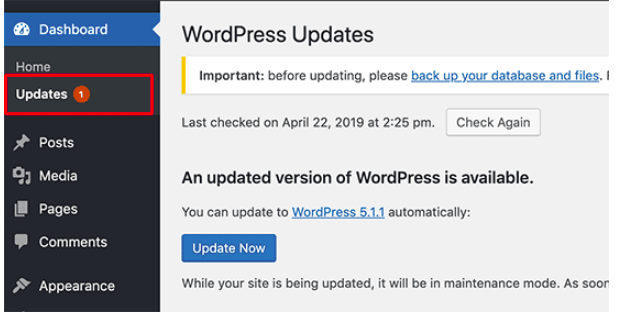 Dashboard
Home
Updates 1
Posts
Media
Pages
Comments
Appearance
WordPress Updates
Important: before updating, please back up your database and files.
Last checked on April 22, 2019 at 2:25 pm. Check Again
An updated version of WordPress is available.
You can update to WordPress 5.1.1 automatically:
Update Now
While your site is being updated, it will be in maintenance mode. As soon